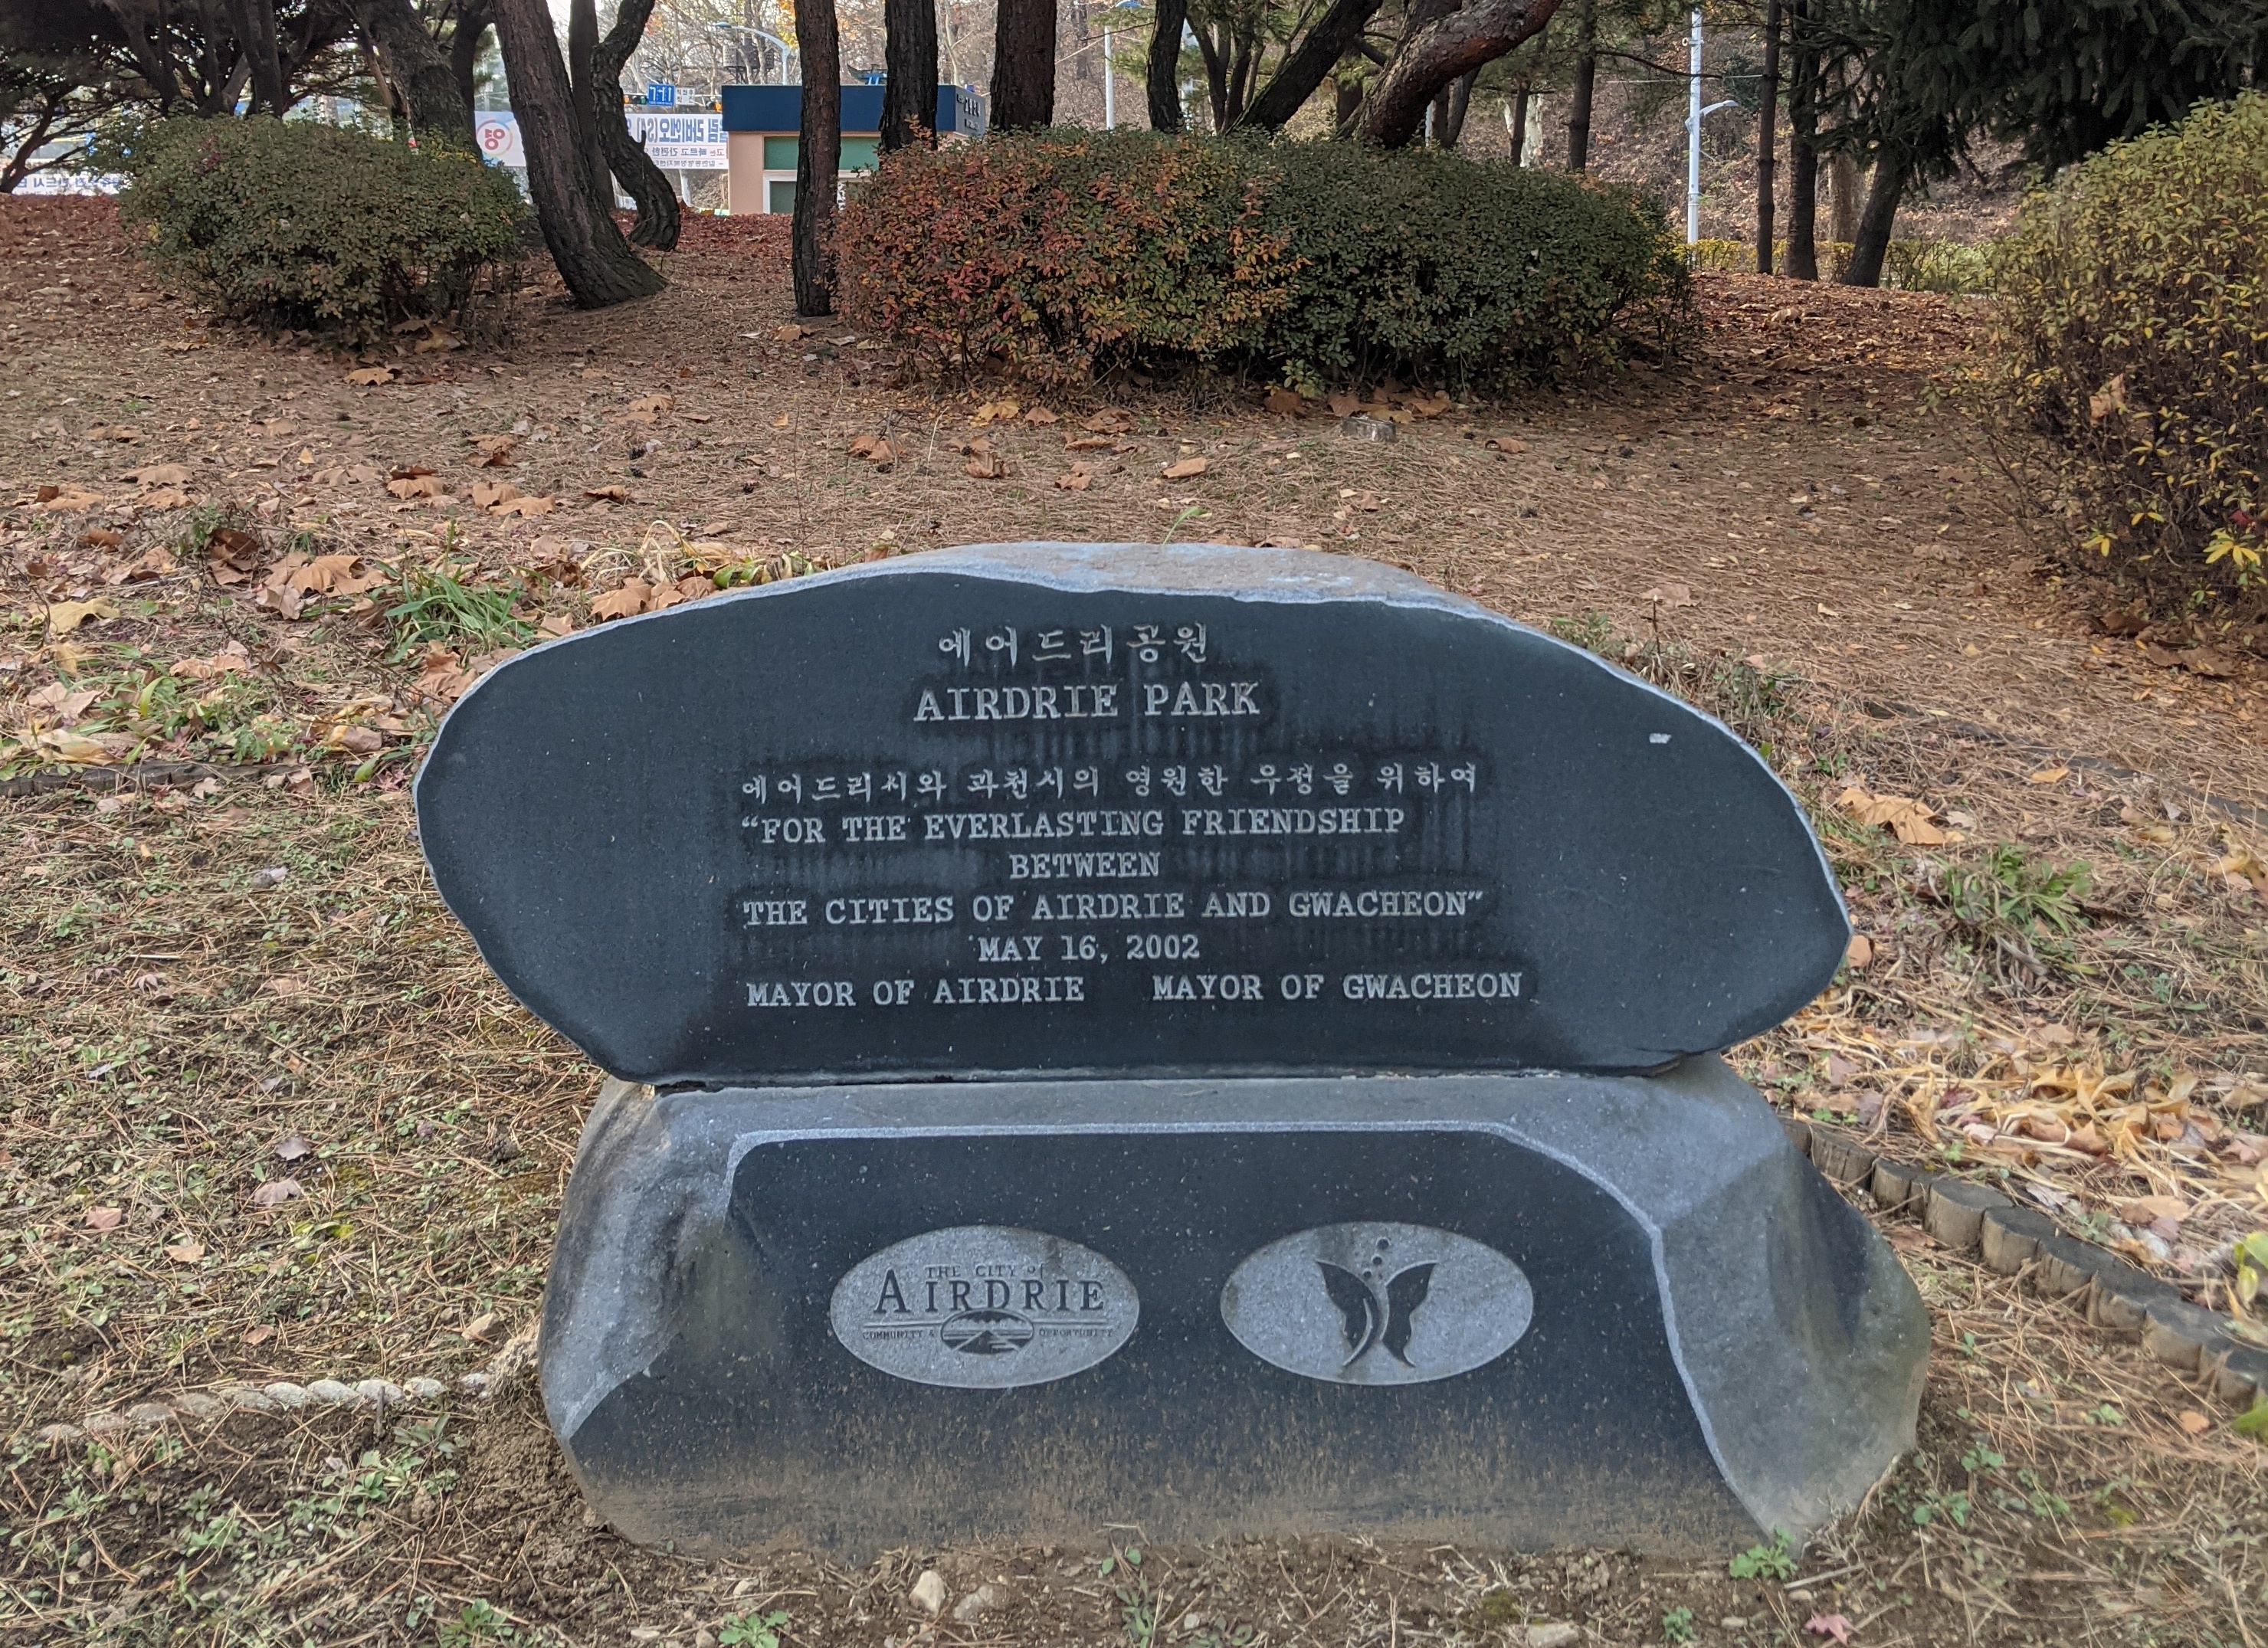 에어드리공원
AIRDRIE PARK
에어드리시와 과천시의 영원한 우정을 위하여
“FOR THE EVERLASTING FRIENDSHIP
BETWEEN
THE CITIES OF AIRDRIE AND GWACHEON”
MAY 16, 2002
MAYOR OF AIRDRIE MAYOR OF GWACHEON
THE CITY of
AIRDRIE
COMMUNITY & OPPORTUNITY